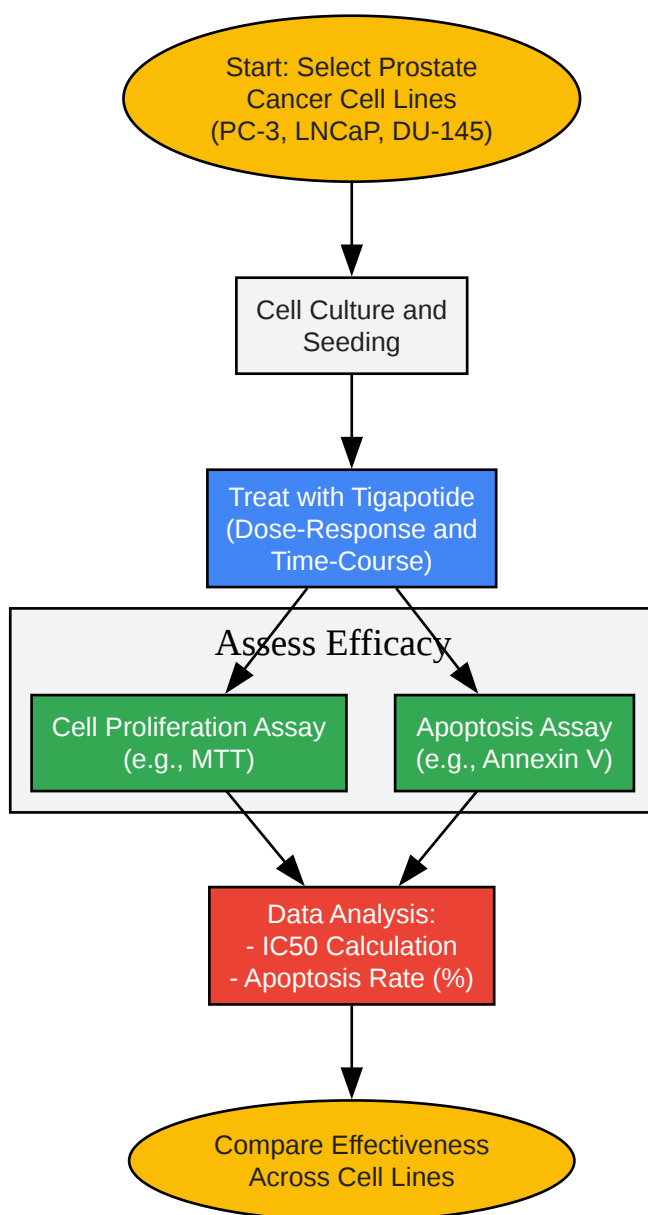 Start: Select Prostate
Cancer Cell Lines
(PC-3, LNCaP, DU-145)
Cell Culture and
Seeding
Treat with Tigapotide
(Dose-Response and
Time-Course)
Assess Efficacy
Cell Proliferation Assay
(e.g., MTT)
Apoptosis Assay
(e.g., Annexin V)
Data Analysis:
- IC50 Calculation
- Apoptosis Rate (%)
Compare Effectiveness
Across Cell Lines